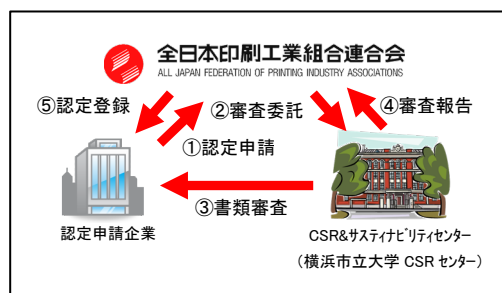 全日本印刷工業組合連合会
ALL JAPAN FEDERATION OF PRINTING INDUSTRY ASSOCIATIONS
⑤認定登録
②審査委託
④審査報告
①認定申請
③書類審査
認定申請企業
CSR&ｻｽﾃｨﾅﾋﾞﾘﾃｨｾﾝﾀｰ
（横浜市立大学 CSR センター）